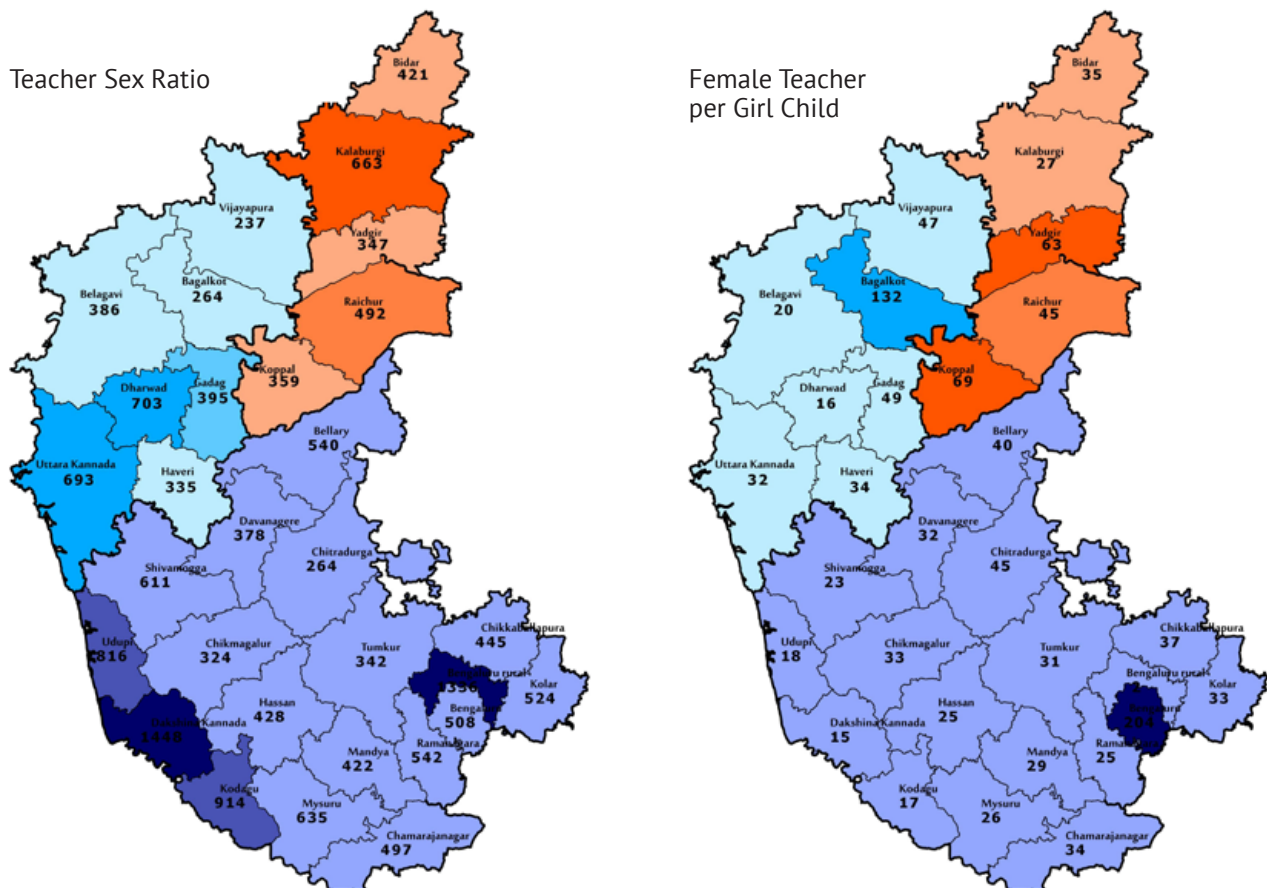 Teacher Sex Ratio
Bidar
421
Kalaburgi
663
Vijayapura
237
Yadgir
347
Bagalkot
264
Belagavi
386
Raichur
492
Koppal
359
Dharwad
703
Gadag
395
Bellary
540
Uttara Kannada
693
Haveri
335
Davanagere
378
Chitradurga
264
Shivamogga
611
Chikkaballapura
445
Udupi
816
Chikmagalur
324
Tumkur
342
Bengaluru rural
Kolar
524
Hassan
428
Bengaluru
508
Dakshina Kannada
1448
Mandya
422
Ramanagara
542
Kodagu
914
Mysuru
635
Chamarajanagar
497
Female Teacher
per Girl Child
Bidar
35
Kalaburgi
27
Vijayapura
47
Yadgir
63
Bagalkot
132
Belagavi
20
Raichur
45
Koppal
69
Dharwad
16
Gadag
49
Bellary
40
Uttara Kannada
32
Haveri
34
Davanagere
32
Chitradurga
45
Shivamogga
23
Chikkaballapura
37
Udupi
18
Chikmagalur
33
Tumkur
31
Bengaluru rural
Kolar
33
Hassan
25
Bengaluru
204
Dakshina Kannada
15
Mandya
29
25
Kodagu
17
Mysuru
26
Chamarajanagar
34